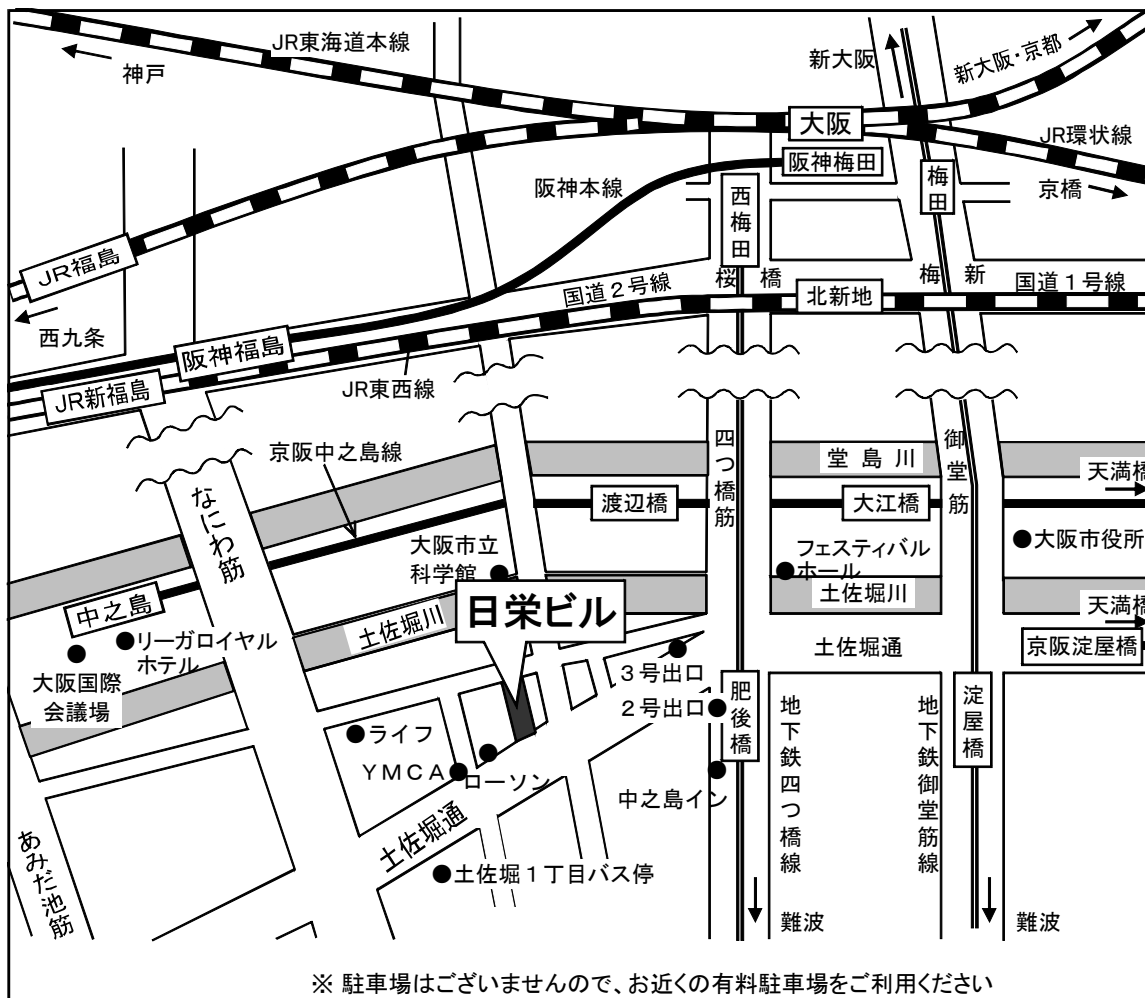 JR東海道本線
神戸
新大阪
新大阪・京都
大阪
JR環状線
阪神梅田
京橋
阪神本線
西梅田
梅田
JR福島
西九条
国道２号線
桜橋
北新地
梅新
国道１号線
阪神福島
JR新福島
JR東西線
京阪中之島線
なにわ筋
四つ橋筋
堂島川
御堂筋
天満橋
渡辺橋
大江橋
大阪市立
科学館
フェスティバル
ホール
大阪市役所
中之島
日栄ビル
土佐堀川
土佐堀川
天満橋
リーガロイヤル
ホテル
大阪国際
会議場
土佐堀通
京阪淀屋橋
３号出口
２号出口
肥後橋
淀屋橋
ライフ
ＹＭＣＡ
ローソン
中之島イン
地下鉄四つ橋線
地下鉄御堂筋線
土佐堀通
土佐堀１丁目バス停
あみだ池筋
難波
難波
※ 駐車場はございませんので、お近くの有料駐車場をご利用ください